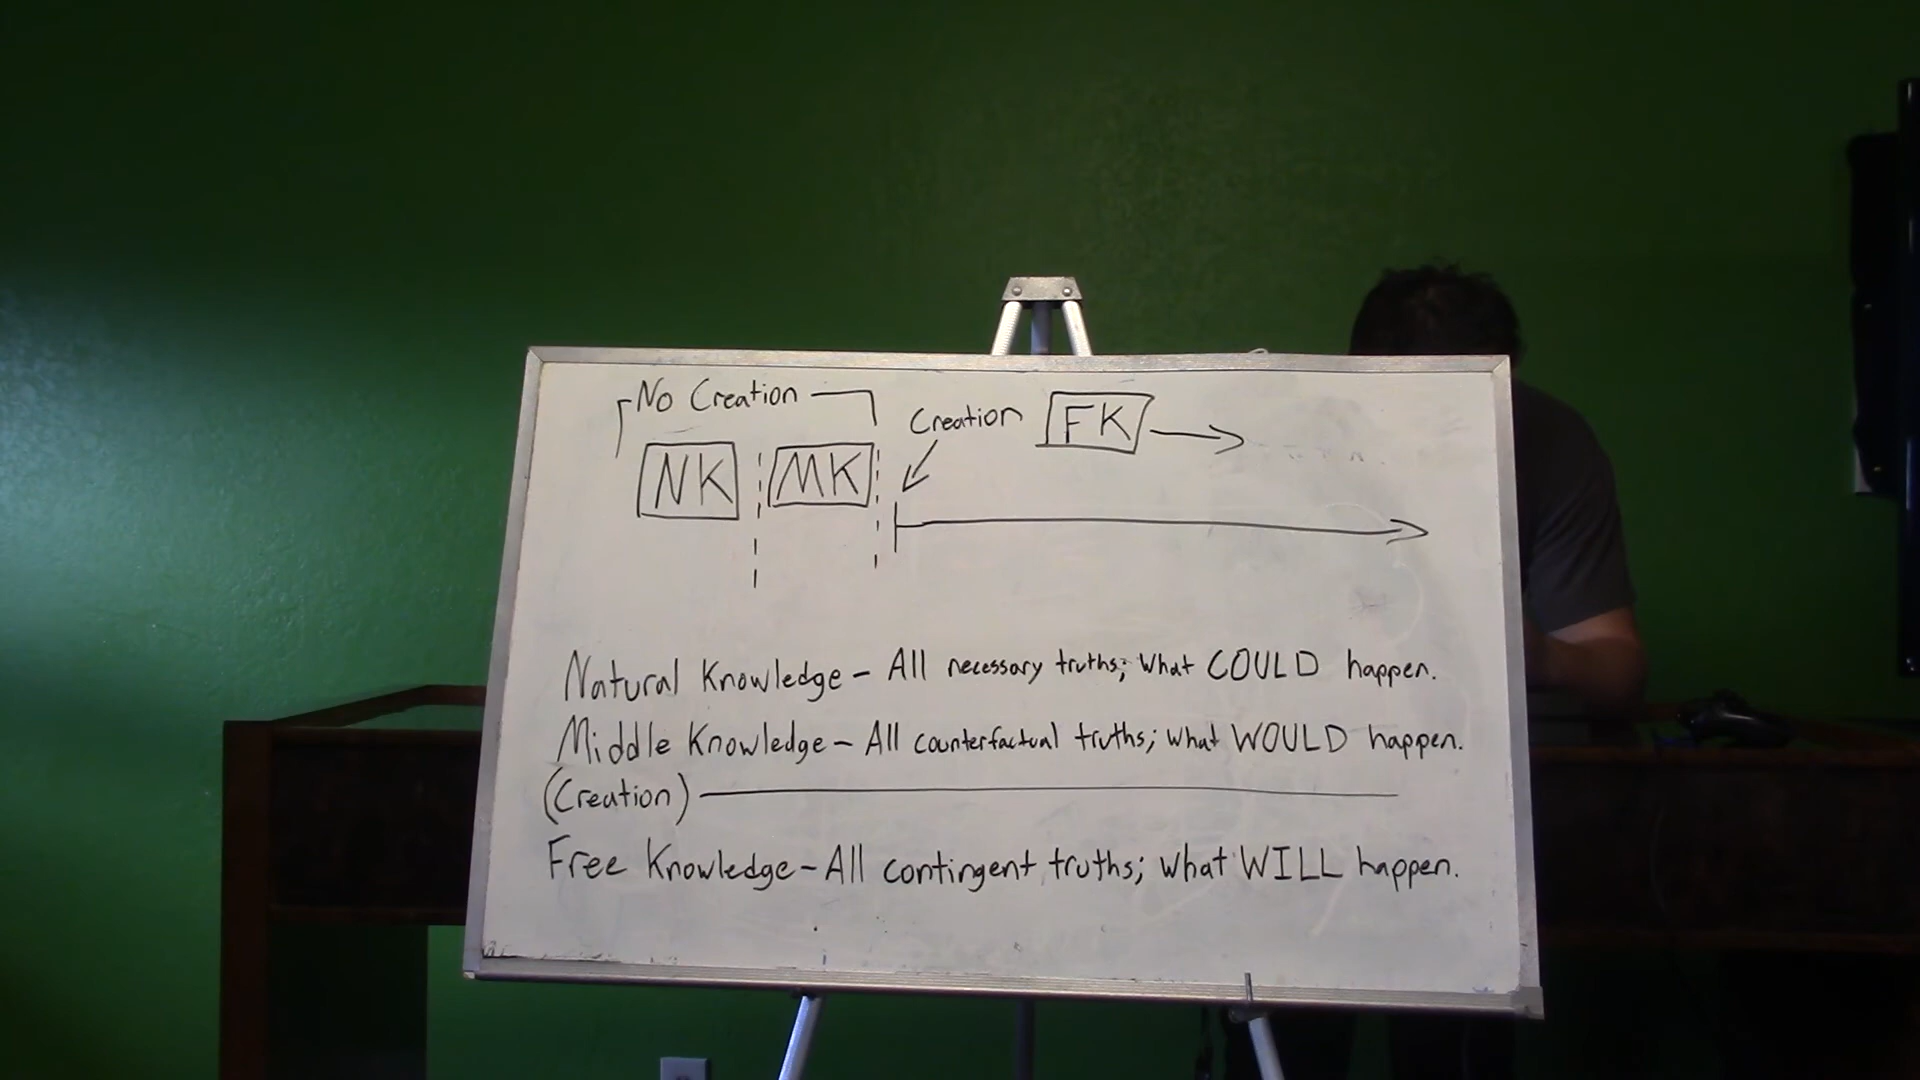 No Creation
Creation
FK
NK
MK
Natural Knowledge - All necessary truths; What COULD happen.
Middle Knowledge - All counterfactual truths; what WOULD happen.
(Creation)
Free Knowledge - All contingent truths; what WILL happen.